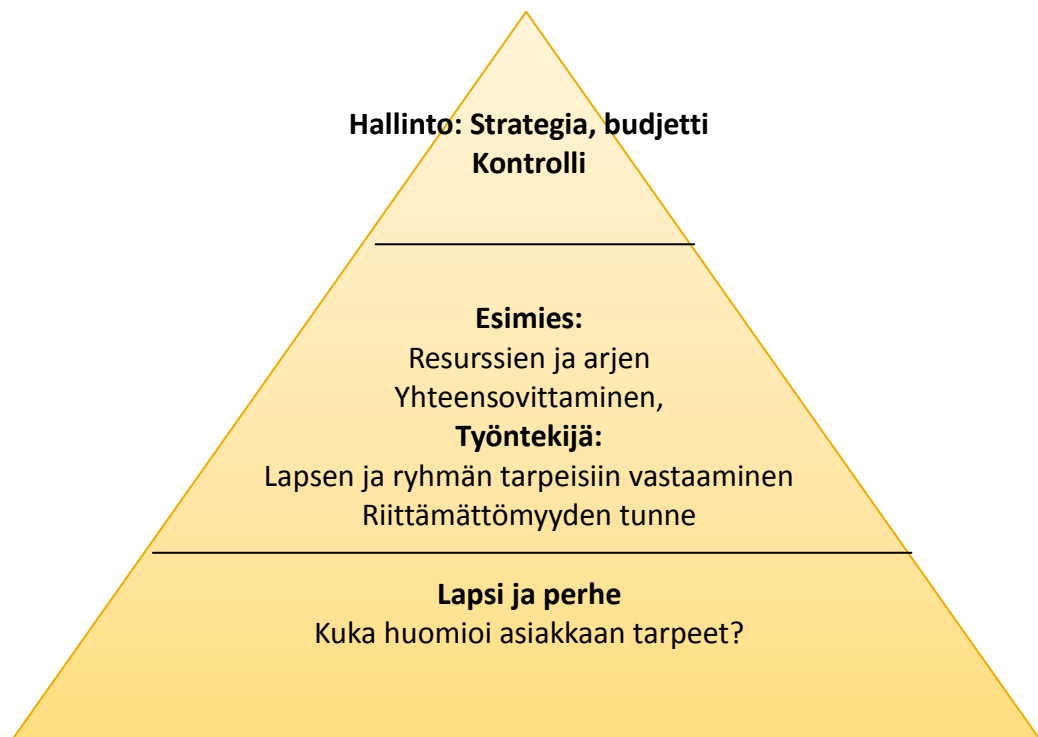 Hallinto: Strategia, budjetti
Kontrolli
Esimies:
Resurssien ja arjen
Yhteensovittaminen,
Työntekijä:
Lapsen ja ryhmän tarpeisiin vastaaminen
Riittämättömyyden tunne
Lapsi ja perhe
Kuka huomioi asiakkaan tarpeet?